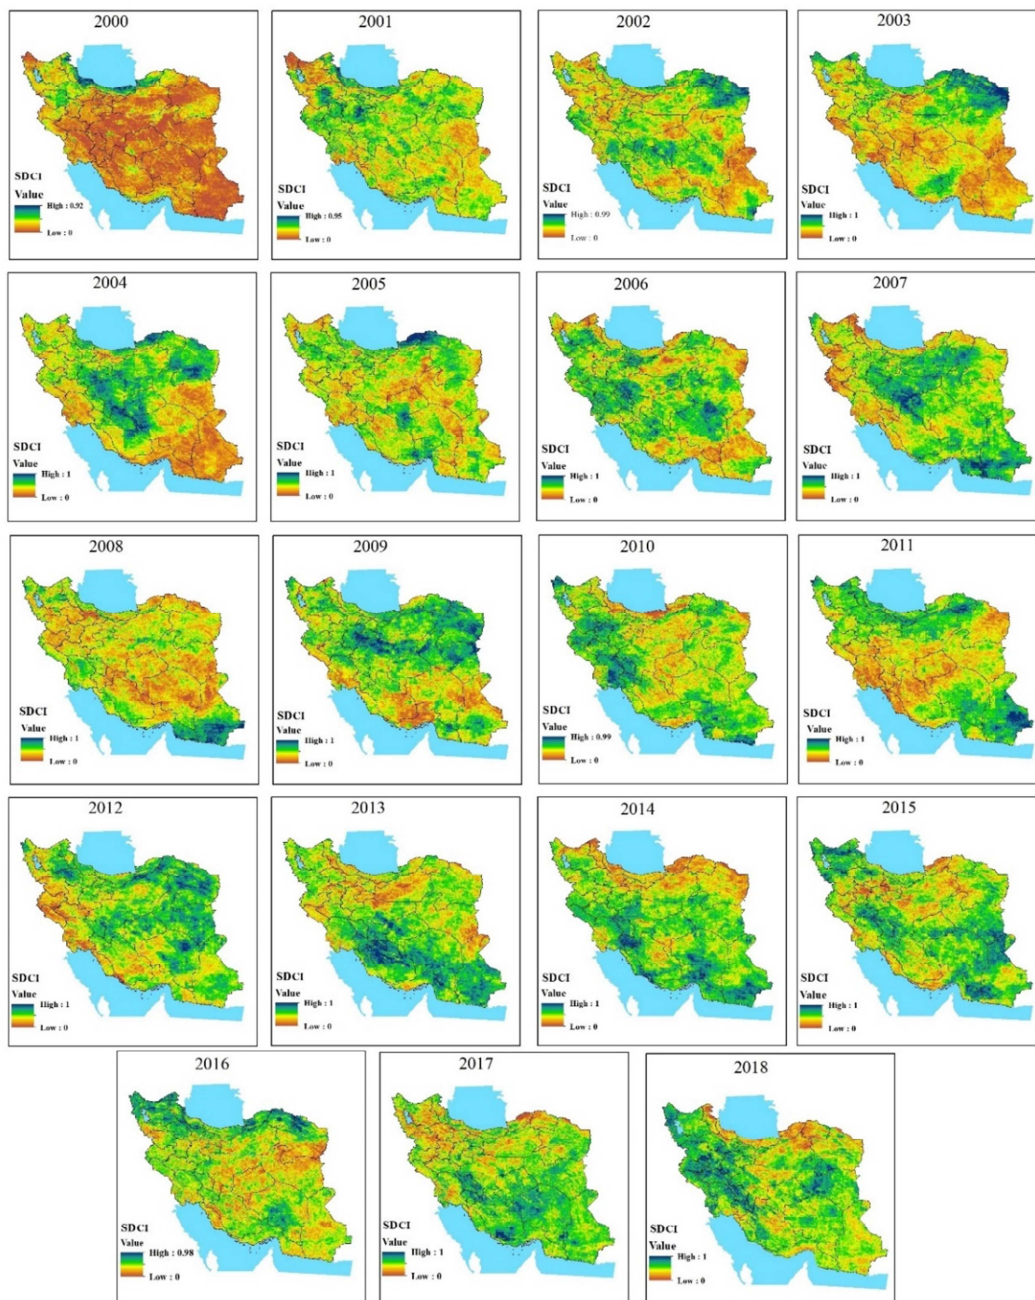 2000
SDCI
Value
High : 0.92
Low : 0
2001
SDCI
Value
High : 0.95
Low : 0
2002
SDCI
Value
High : 0.99
Low : 0
2003
SDCI
Value
High : 1
Low : 0
2004
SDCI
Value
High : 1
Low : 0
2005
SDCI
Value
High : 1
Low : 0
2006
SDCI
Value
High : 1
Low : 0
2007
SDCI
Value
High : 1
Low : 0
2008
SDCI
Value
High : 1
Low : 0
2009
SDCI
Value
High : 1
Low : 0
2010
SDCI
Value
High : 0.99
Low : 0
2011
SDCI
Value
High : 1
Low : 0
2012
SDCI
Value
High : 1
Low : 0
2013
SDCI
Value
High : 1
Low : 0
2014
SDCI
Value
High : 1
Low : 0
2015
SDCI
Value
High : 1
Low : 0
2016
SDCI
Value
High : 0.98
Low : 0
2017
SDCI
Value
High : 1
Low : 0
2018
SDCI
Value
High : 1
Low : 0